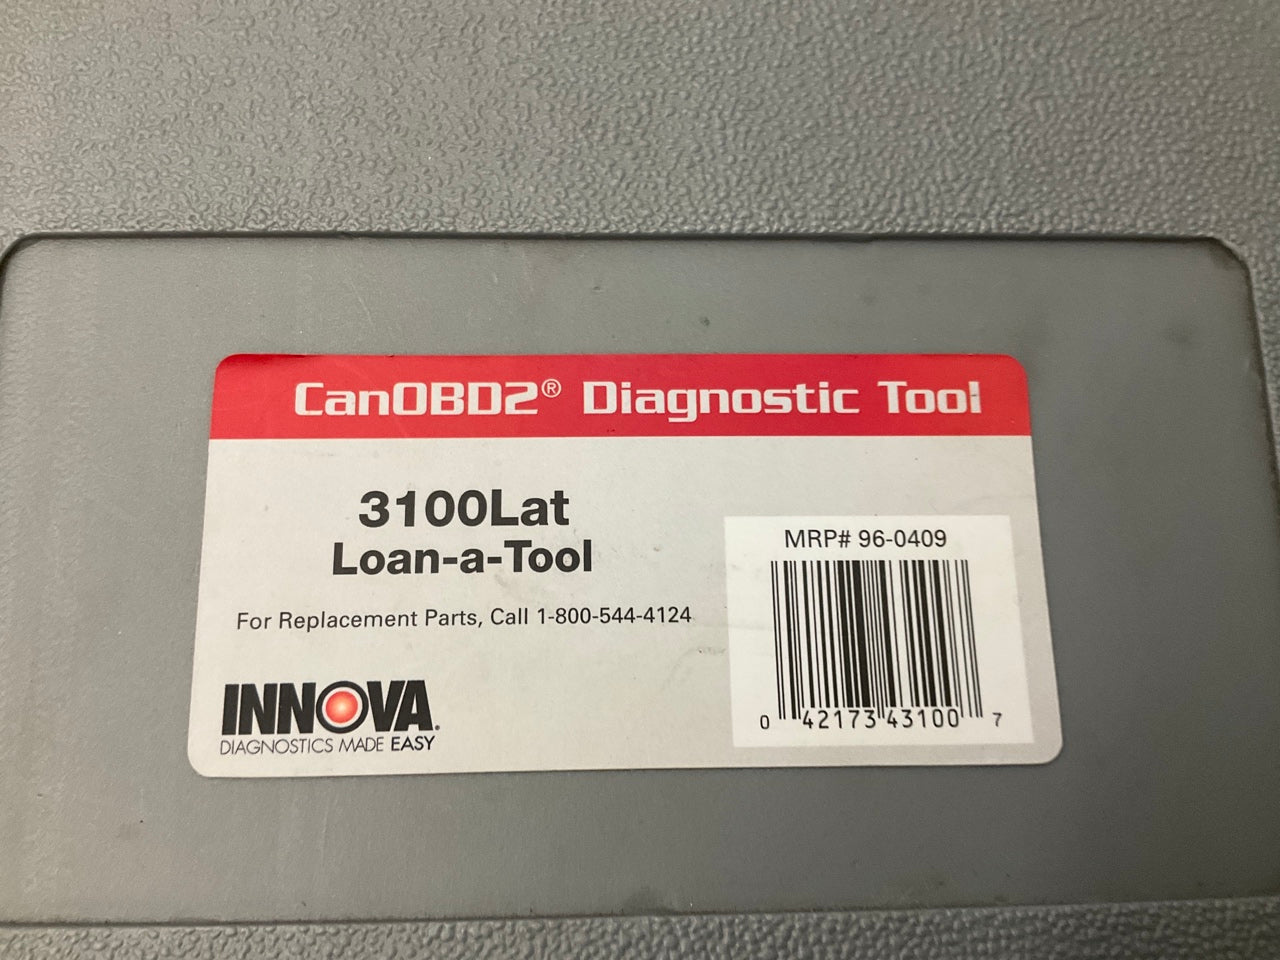 CanOBD2® Diagnostic Tool
3100Lat
Loan-a-Tool
For Replacement Parts, Call 1-800-544-4124
INNOVA.
DIAGNOSTICS MADE EASY
MRP# 96-0409
0 42173 43100 7